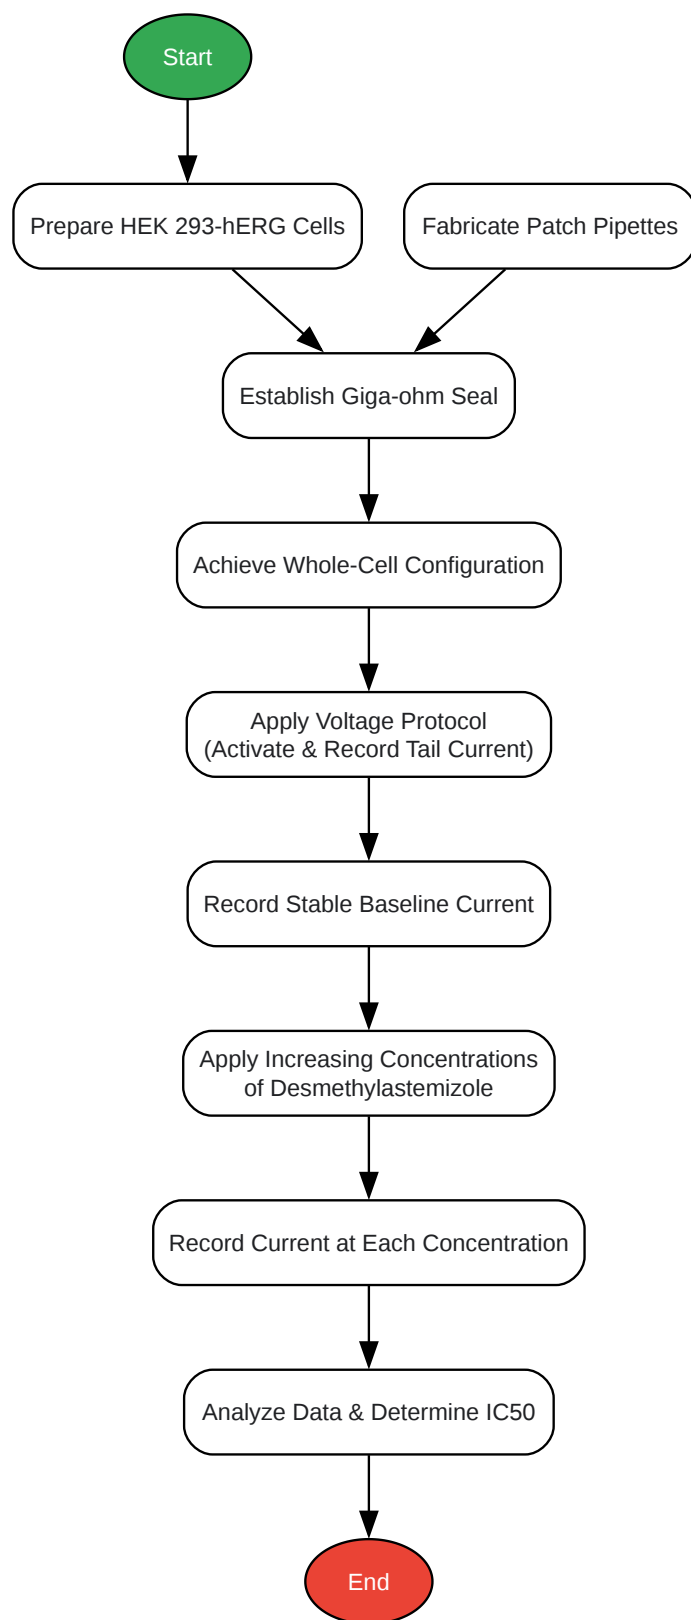 Start
Prepare HEK 293-hERG Cells
Fabricate Patch Pipettes
Establish Giga-ohm Seal
Achieve Whole-Cell Configuration
Apply Voltage Protocol
(Activate & Record Tail Current)
Record Stable Baseline Current
Apply Increasing Concentrations
of Desmethylastemizole
Record Current at Each Concentration
Analyze Data & Determine IC50
End